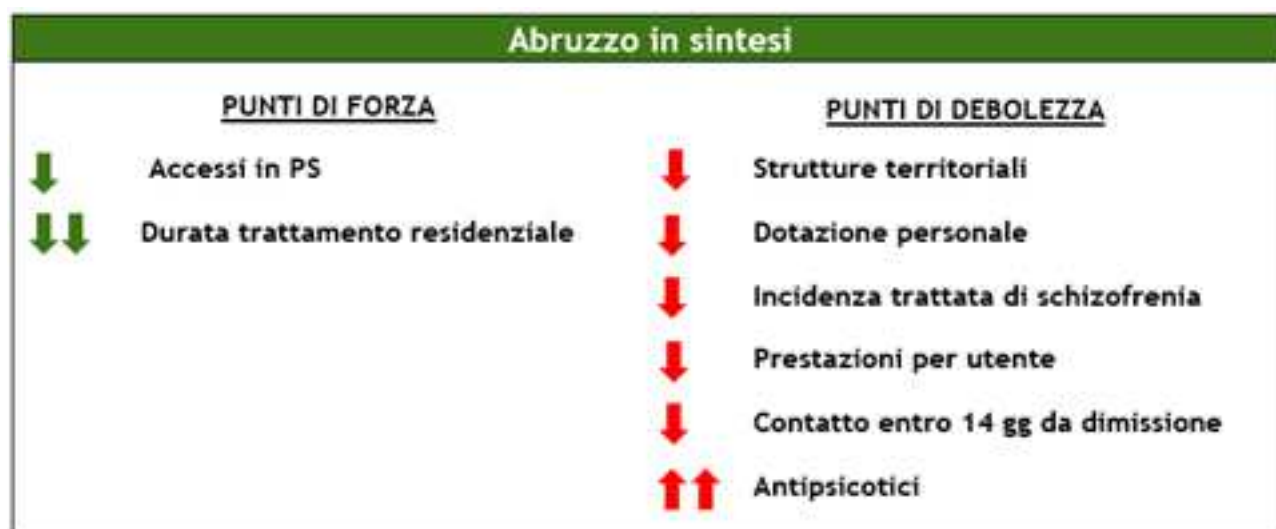 Abruzzo in sintesi
PUNTI DI FORZA
Accessi in PS
Durata trattamento residenziale
PUNTI DI DEBOLEZZA
Strutture territoriali
Dotazione personale
Incidenza trattata di schizofrenia
Prestazioni per utente
Contatto entro 14 gg da dimissione
Antipsicotici